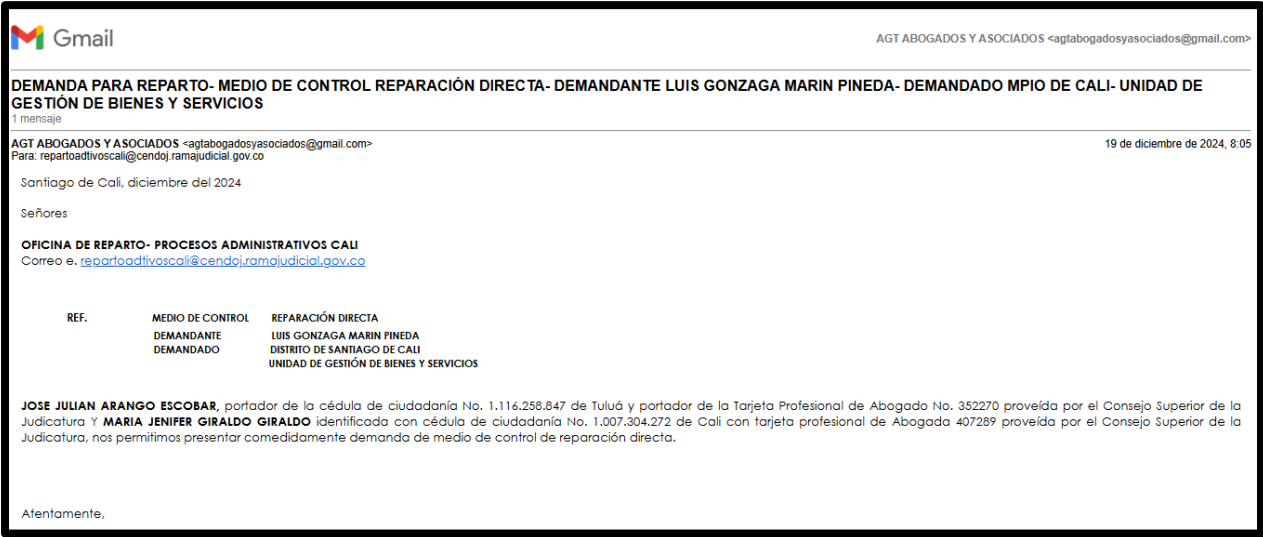 Gmail
AGT ABOGADOS Y ASOCIADOS <agtabogadosyasociados@gmail.com>
DEMANDA PARA REPARTO- MEDIO DE CONTROL REPARACIÓN DIRECTA- DEMANDANTE LUIS GONZAGA MARIN PINEDA- DEMANDADO MPIO DE CALI- UNIDAD DE
GESTIÓN DE BIENES Y SERVICIOS
1 mensaje
AGT ABOGADOS Y ASOCIADOS <agtabogadosyasociados@gmail.com> 19 de diciembre de 2024, 8:05
Para: repartoadtivoscali@cendoj.ramajudicial.gov.co
Santiago de Cali, diciembre del 2024
Señores
OFICINA DE REPARTO- PROCESOS ADMINISTRATIVOS CALI
Correo e. repartoadtivoscali@cendoj.ramajudicial.gov.co
REF. MEDIO DE CONTROL REPARACIÓN DIRECTA
DEMANDANTE LUIS GONZAGA MARIN PINEDA
DEMANDADO DISTRITO DE SANTIAGO DE CALI
UNIDAD DE GESTIÓN DE BIENES Y SERVICIOS
JOSE JULIAN ARANGO ESCOBAR, portador de la cédula de ciudadanía No. 1.116.258.847 de Tuluá y portador de la Tarjeta Profesional de Abogado No. 352270 proveída por el Consejo Superior de la
Judicatura Y MARIA JENIFER GIRALDO GIRALDO identificada con cédula de ciudadanía No. 1.007.304.272 de Cali con tarjeta profesional de Abogada 407289 proveída por el Consejo Superior de la
Judicatura, nos permitimos presentar comedidamente demanda de medio de control de reparación directa.
Atentamente,